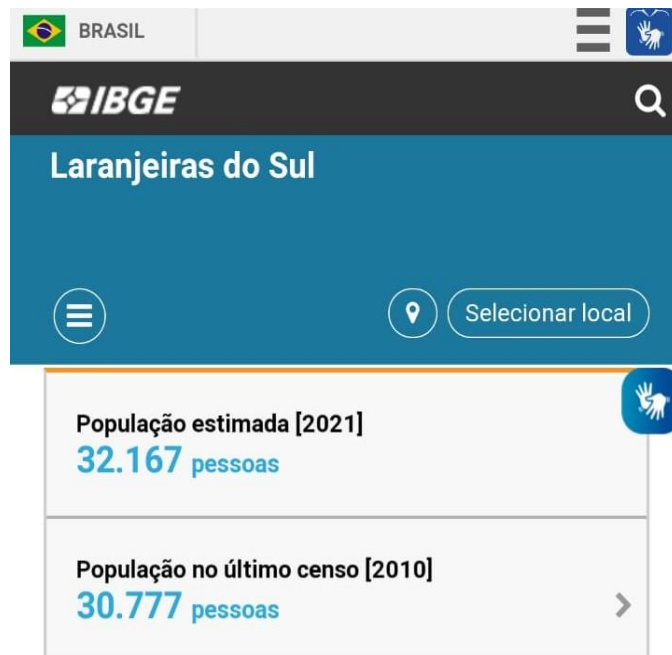 BRASIL
IBGE
Laranjeiras do Sul
Selecionar local
População estimada [2021]
32.167 pessoas
População no último censo [2010]
30.777 pessoas